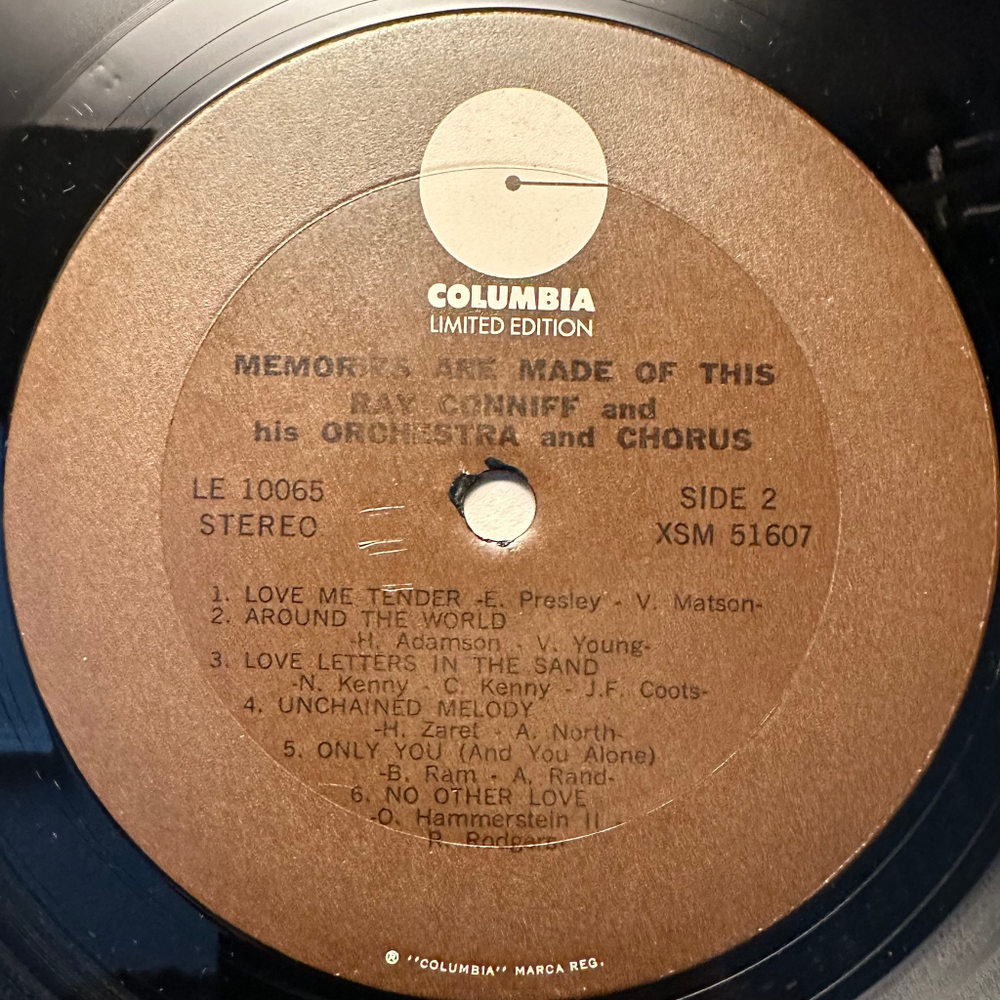 COLUMBIA
LIMITED EDITION
MEMORIES ARE MADE OF THIS
RAY CONNIFF and
his ORCHESTRA and CHORUS
LE 10065
STEREO
SIDE 2
XSM 51607
1. LOVE ME TENDER -E. Presley - V. Matson-
2. AROUND THE WORLD
-H. Adamson - V. Young-
3. LOVE LETTERS IN THE SAND
-N. Kenny - C. Kenny - J.F. Coots-
4. UNCHAINED MELODY
-H. Zaret - A. North-
5. ONLY YOU (And You Alone)
-B. Ram - A. Rand-
6. NO OTHER LOVE
-O. Hammerstein II -
R. Rodgers-
® "COLUMBIA" MARCA REG.